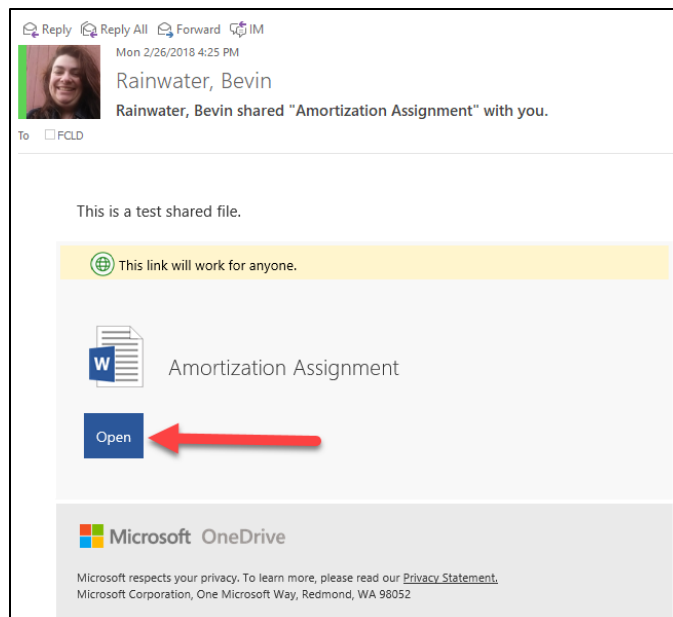 Reply Reply All Forward IM
Mon 2/26/2018 4:25 PM
Rainwater, Bevin
Rainwater, Bevin shared "Amortization Assignment" with you.
To FCLD
This is a test shared file.
This link will work for anyone.
W
Amortization Assignment
Open
Microsoft OneDrive
Microsoft respects your privacy. To learn more, please read our Privacy Statement.
Microsoft Corporation, One Microsoft Way, Redmond, WA 98052